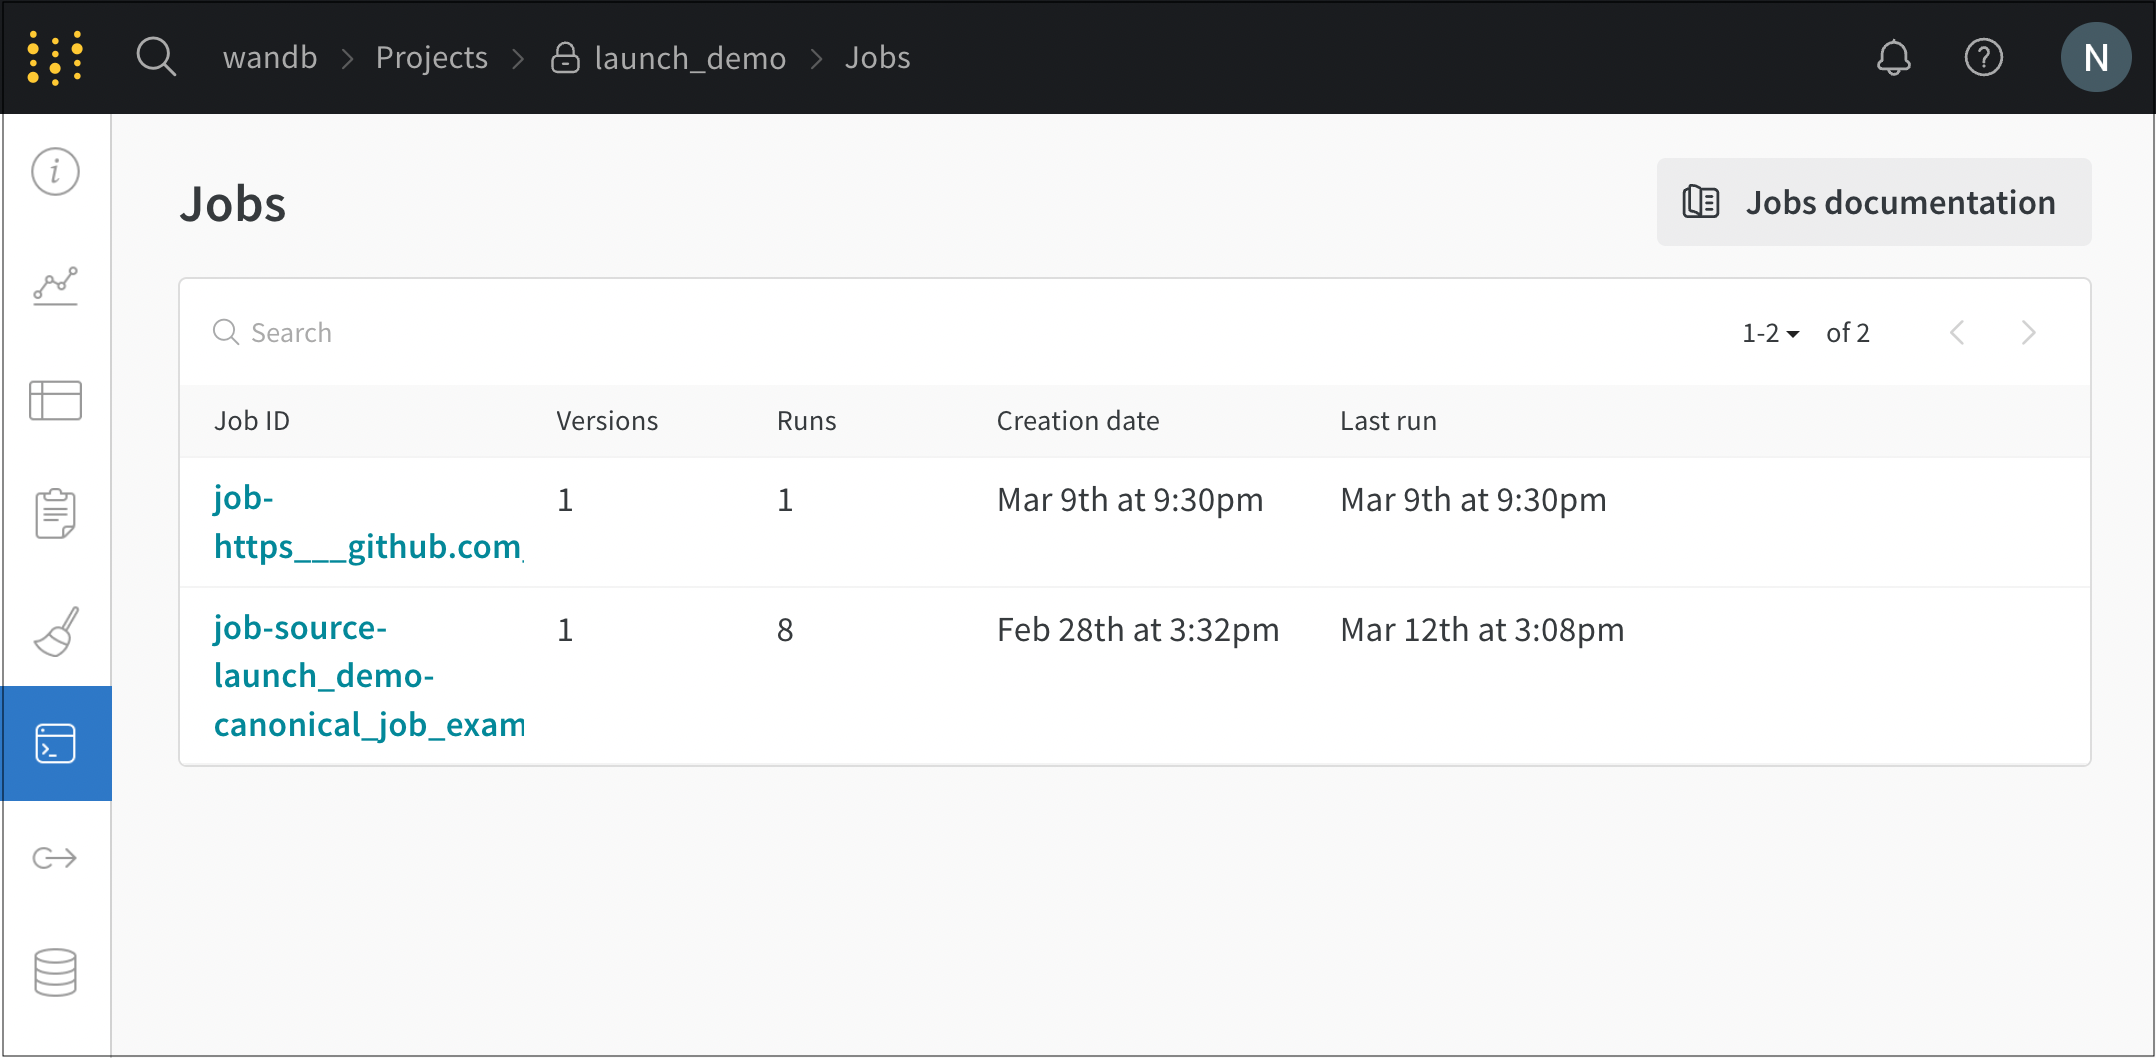 wandb > Projects > launch_demo > Jobs
N
Jobs
Jobs documentation
Search
1-2 of 2
Job ID Versions Runs Creation date Last run
job- 1 1 Mar 9th at 9:30pm Mar 9th at 9:30pm
https___github.com_
job-source- 1 8 Feb 28th at 3:32pm Mar 12th at 3:08pm
launch_demo-
canonical_job_exam